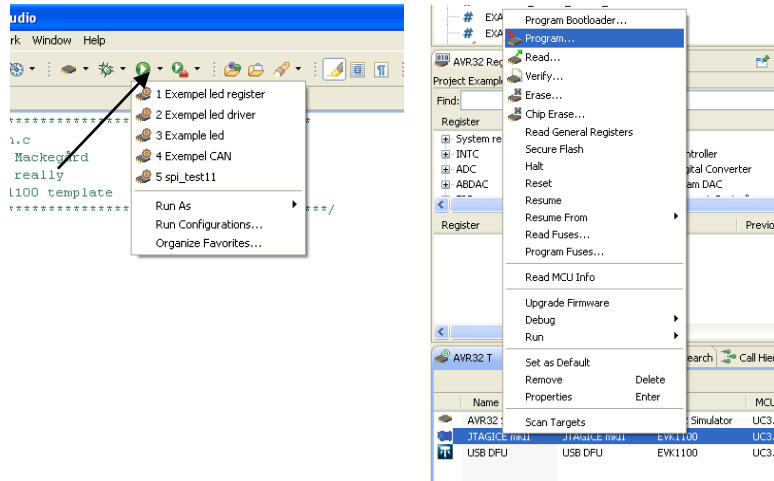 udio
rk Window Help
1 Exempel led register
2 Exempel led driver
3 Example led
4 Exempel CAN
5 spi_test11
Run As
Run Configurations...
Organize Favorites...
*********************
n.c
Mackegård
really
1100 template
***/
# EXA
# EXA
AVR32 Reg
Project Example
Find:
Register
System re
INTC
ADC
ABDAC
ntroller
gital Converter
am DAC
Register
Previo
Program Bootloader...
Program...
Read...
Verify...
Erase...
Chip Erase...
Read General Registers
Secure Flash
Halt
Reset
Resume
Resume From
Read Fuses...
Program Fuses...
Read MCU Info
Upgrade Firmware
Debug
Run
Set as Default
Remove Delete
Properties Enter
Scan Targets
AVR32 T
earch Call Hier
Name MCU
AVR32 Simulator UC3.
JTAGICE mkII JTAGICE mkII EVK1100 UC3.
USB DFU USB DFU EVK1100 UC3.